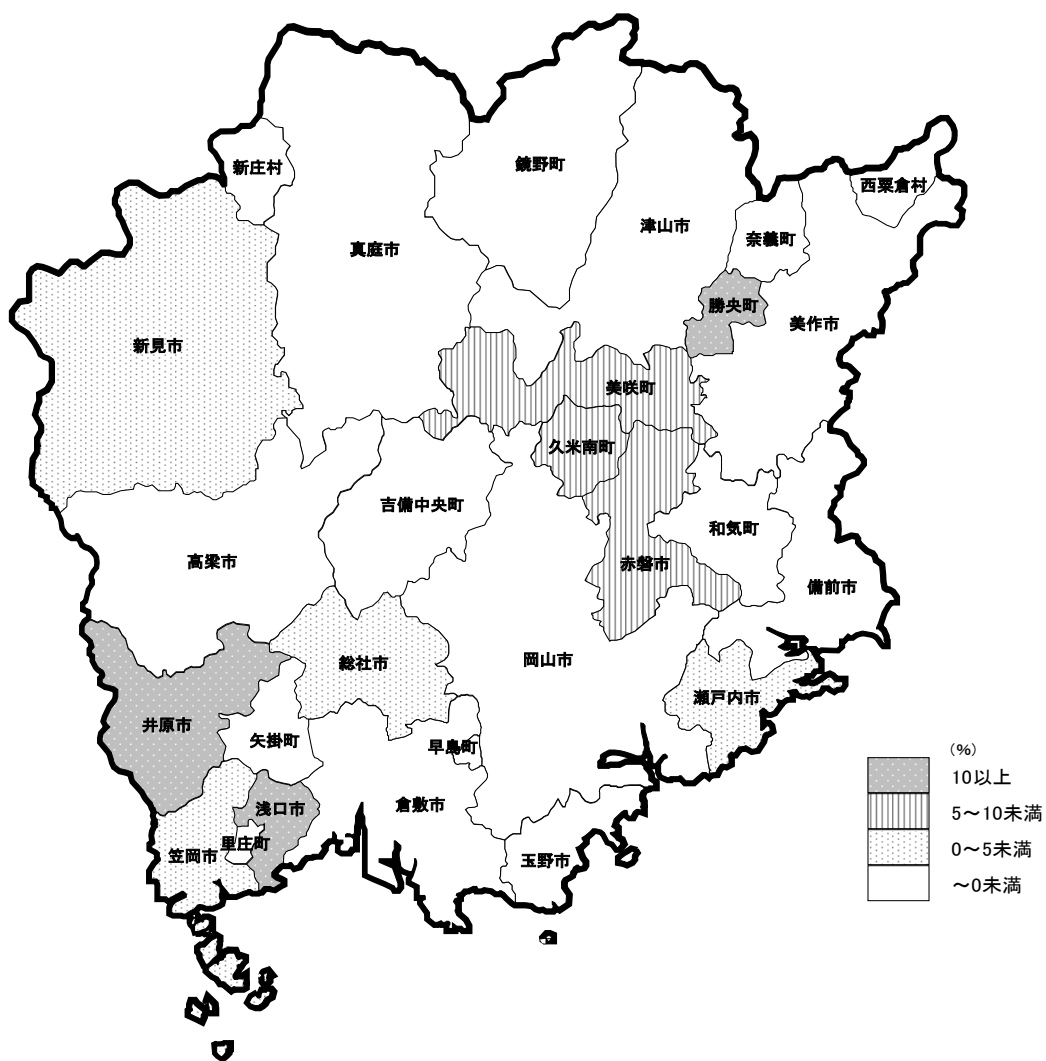 新庄村
鏡野町
西粟倉村
津山市
奈義町
真庭市
勝央町
美作市
新見市
美咲町
久米南町
吉備中央町
和気町
高梁市
赤磐市
備前市
岡山市
総社市
瀬戸内市
井原市
矢掛町
早島町
(%)
10以上
5～10未満
0～5未満
～0未満
浅口市
倉敷市
里庄町
笠岡市
玉野市